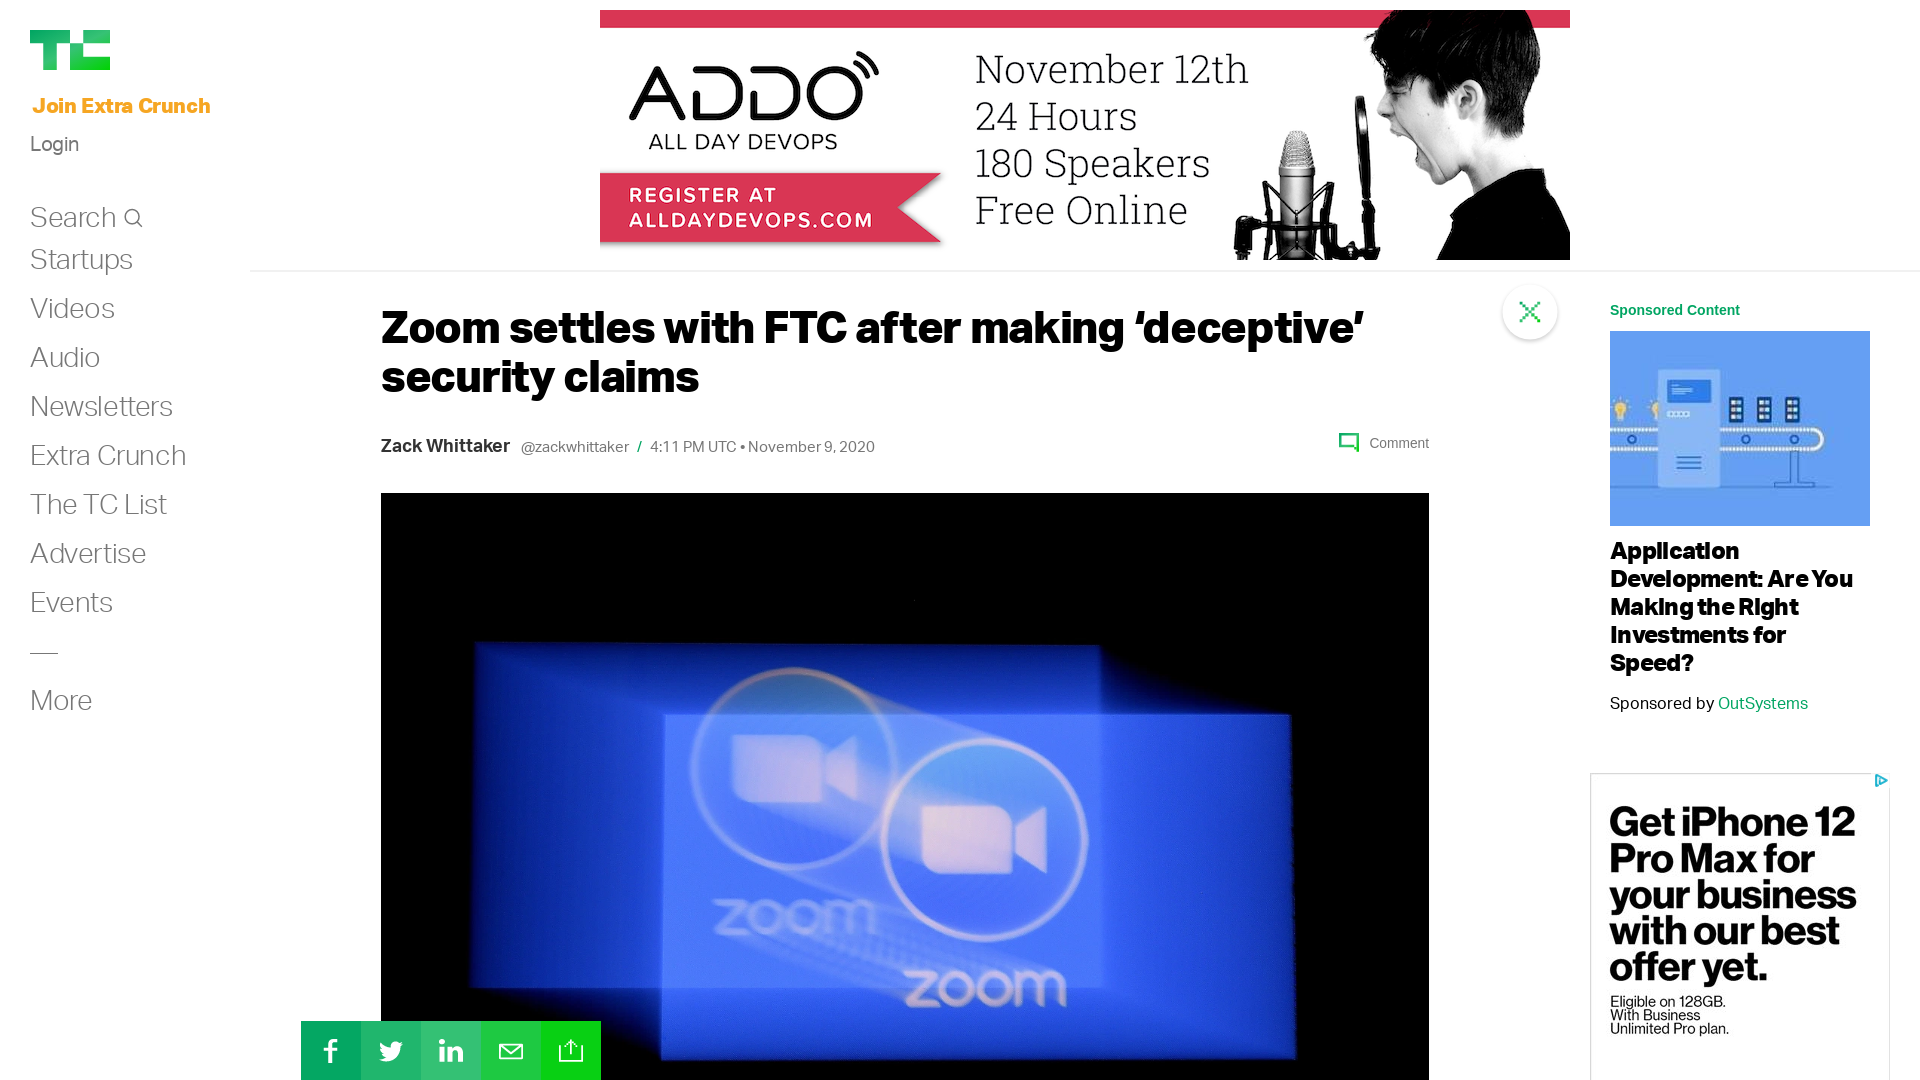 TC
Join Extra Crunch
Login
Search
Startups
Videos
Audio
Newsletters
Extra Crunch
The TC List
Advertise
Events
More
ADDO
ALL DAY DEVOPS
REGISTER AT
ALLDAYDEVOPS.COM
November 12th
24 Hours
180 Speakers
Free Online
Zoom settles with FTC after making ‘deceptive’
security claims
Zack Whittaker @zackwhittaker / 4:11 PM UTC • November 9, 2020
Comment
zoom
zoom
Sponsored Content
Application
Development: Are You
Making the Right
Investments for
Speed?
Sponsored by OutSystems
Get iPhone 12
Pro Max for
your business
with our best
offer yet.
Eligible on 128GB.
With Business
Unlimited Pro plan.